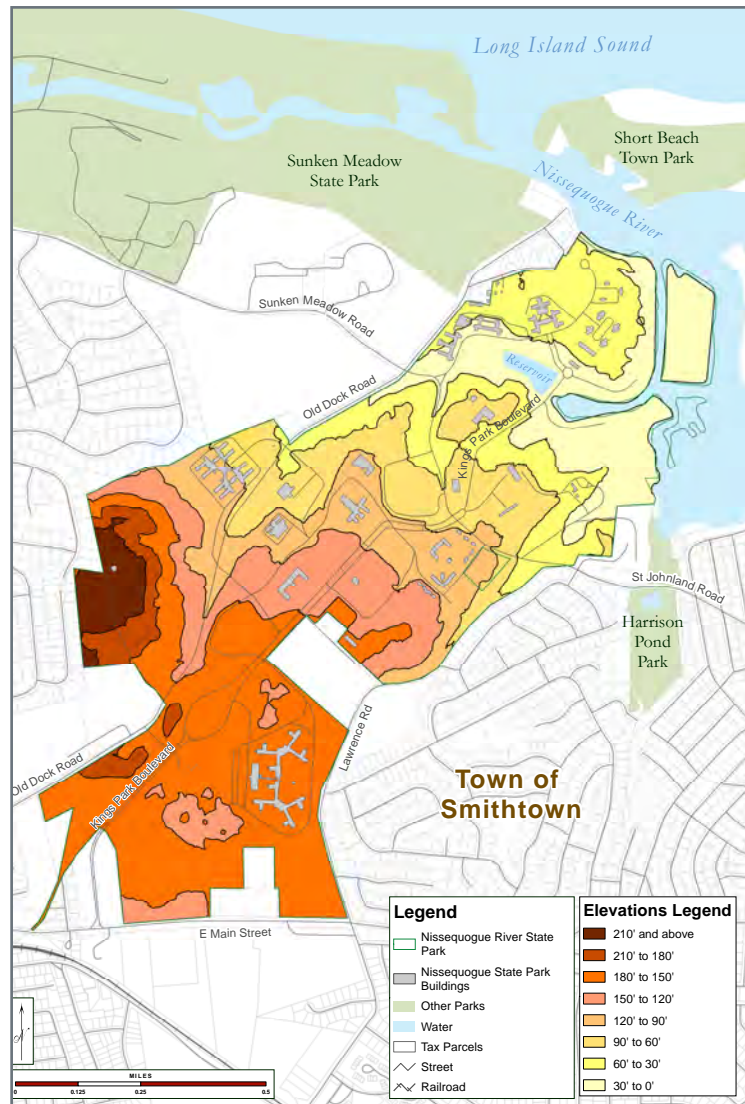 Long Island Sound
Short Beach
Town Park
Sunken Meadow
State Park
Nissequogue River
Sunken Meadow Road
Reservoir
Old Dock Road
Kings Park Boulevard
St Johnland Road
Harrison
Pond
Park
Lawrence Rd
Old Dock Road
Kings Park Boulevard
Town of
Smithtown
E Main Street
Legend
Nissequogue River State
Park
Nissequogue State Park
Buildings
Other Parks
Water
Tax Parcels
Street
Railroad
Elevations Legend
210' and above
210' to 180'
180' to 150'
150' to 120'
120' to 90'
90' to 60'
60' to 30'
30' to 0'
N
MILES
0 0.125 0.25 0.5